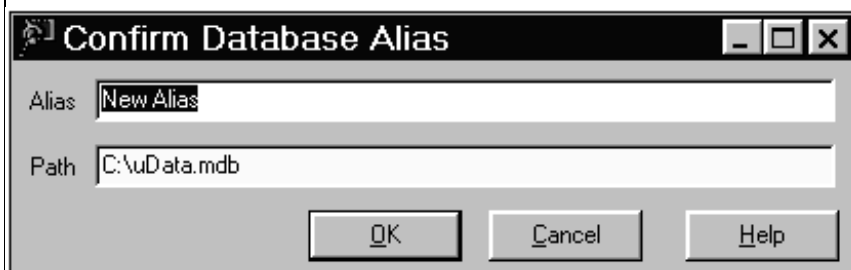 Confirm Database Alias
Alias New Alias
Path C:\uData.mdb
OK Cancel Help